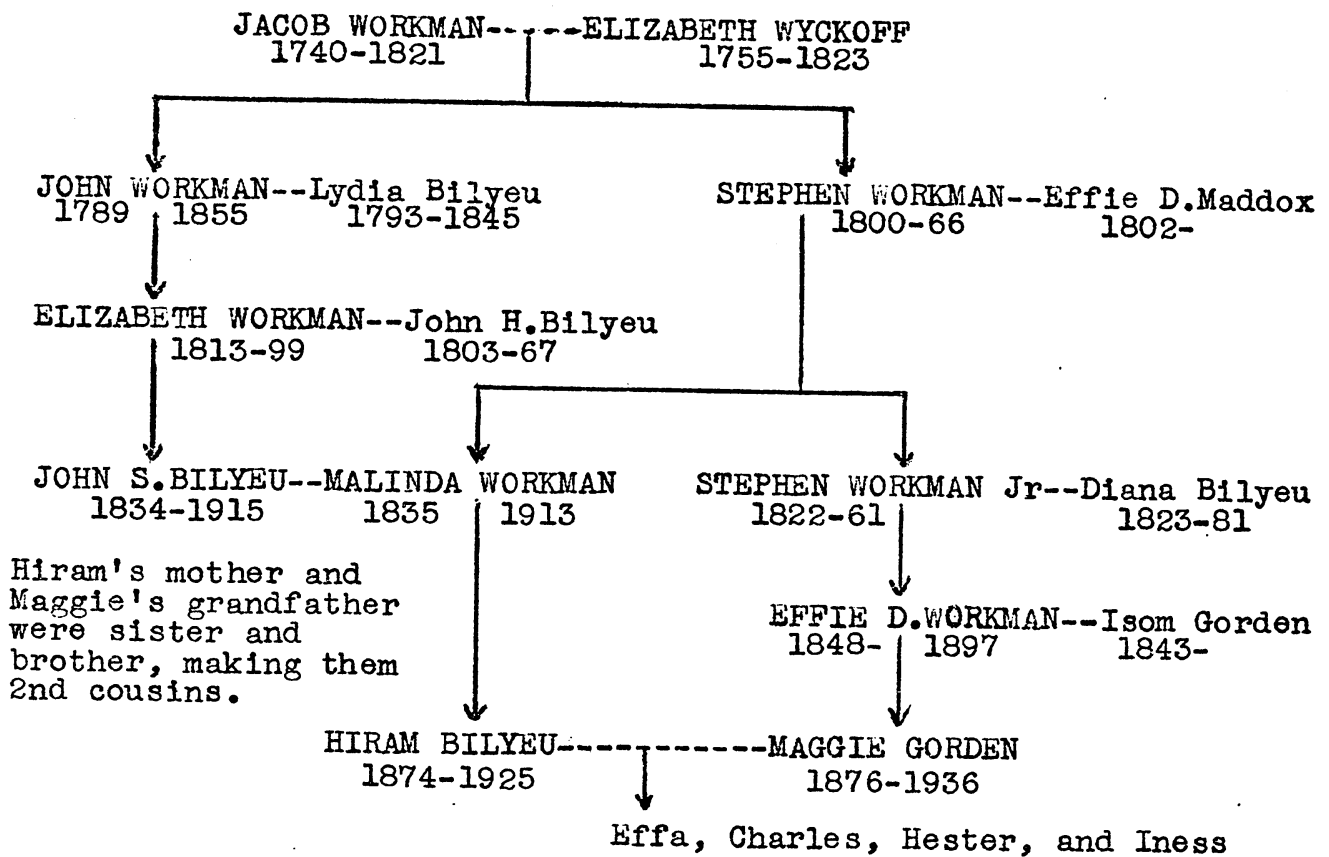 JACOB WORKMAN-----ELIZABETH WYCKOFF
1740-1821 1755-1823
JOHN WORKMAN--Lydia Bilyeu STEPHEN WORKMAN--Effie D.Maddox
1789 1855 1793-1845 1800-66 1802-
ELIZABETH WORKMAN--John H.Bilyeu
1813-99 1803-67
JOHN S.BILYEU--MALINDA WORKMAN STEPHEN WORKMAN Jr--Diana Bilyeu
1834-1915 1835 1913 1822-61 1823-81
Hiram's mother and
Maggie's grandfather
were sister and
brother, making them
2nd cousins.
EFFIE D.WORKMAN--Isom Gorden
1848- 1897 1843-
HIRAM BILYEU-----------MAGGIE GORDEN
1874-1925 1876-1936
Effa, Charles, Hester, and Iness